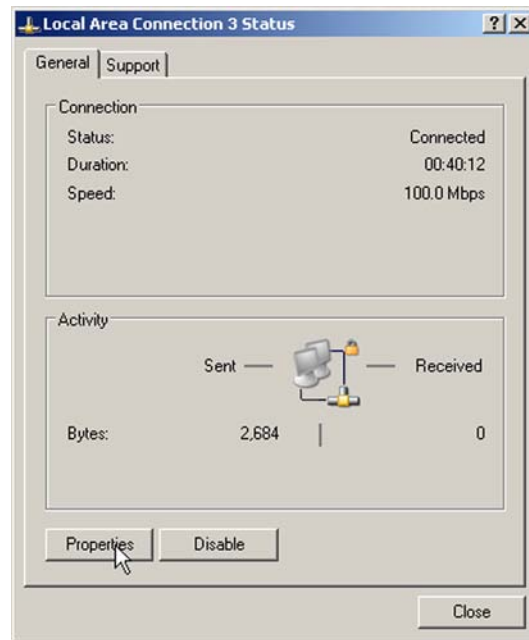 Local Area Connection 3 Status
General Support
Connection
Status: Connected
Duration: 00:40:12
Speed: 100.0 Mbps
Activity
Sent — — Received
Bytes: 2,684 | 0
Properties Disable
Close